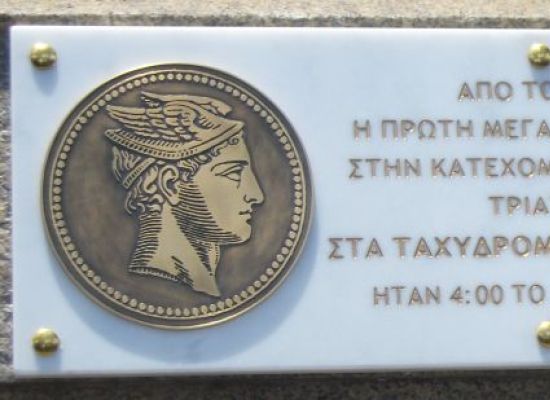 ΑΠΟ ΤΟ
Η ΠΡΩΤΗ ΜΕΓΑ
ΣΤΗΝ ΚΑΤΕΧΟΜ
ΤΡΙΑ
ΣΤΑ ΤΑΧΥΔΡΟΜ
ΗΤΑΝ 4:00 ΤΟ